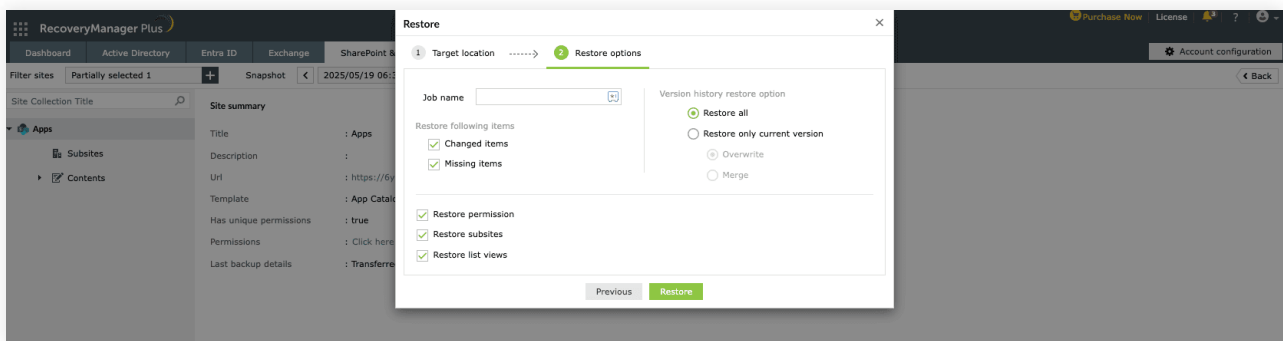 RecoveryManager Plus
Purchase Now License 3 ?
Dashboard Active Directory Entra ID Exchange SharePoint &
Account configuration
Filter sites Partially selected 1 + Snapshot 2025/05/19 06:
Back
Site Collection Title
Apps
Subsites
Contents
Site summary
Title : Apps
Description :
Url : https://6y
Template : App Catal
Has unique permissions : true
Permissions : Click here
Last backup details : Transferre
Restore
1 Target location 2 Restore options
Job name
Restore following items
Changed items
Missing items
Version history restore option
Restore all
Restore only current version
Overwrite
Merge
Restore permission
Restore subsites
Restore list views
Previous Restore